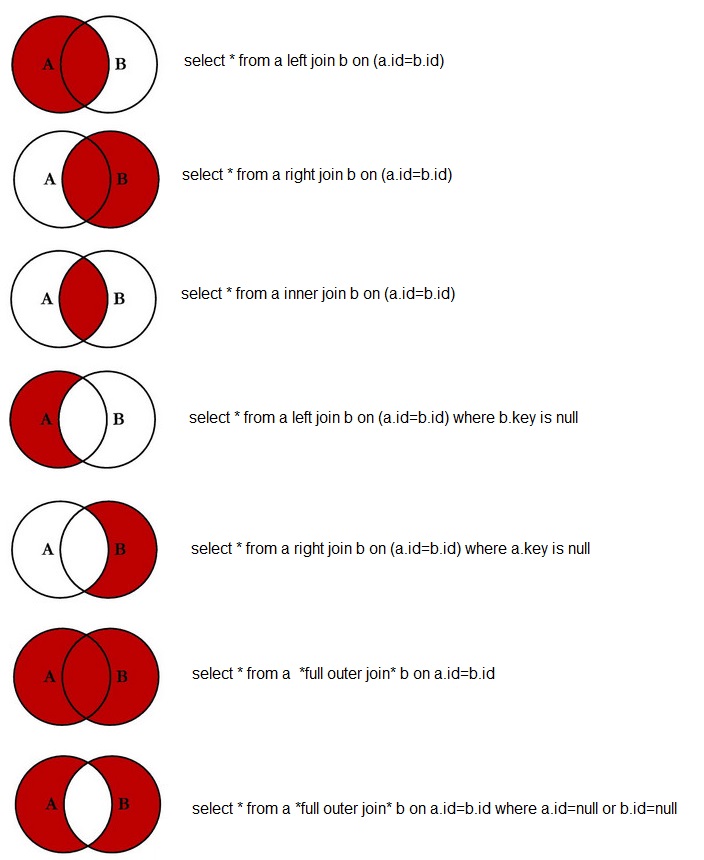 A B select * from a left join b on (a.id=b.id)
A B select * from a right join b on (a.id=b.id)
A B select * from a inner join b on (a.id=b.id)
A B select * from a left join b on (a.id=b.id) where b.key is null
A B select * from a right join b on (a.id=b.id) where a.key is null
A B select * from a  *full outer join* b on a.id=b.id
A B select * from a *full outer join* b on a.id=b.id where a.id=null or b.id=null